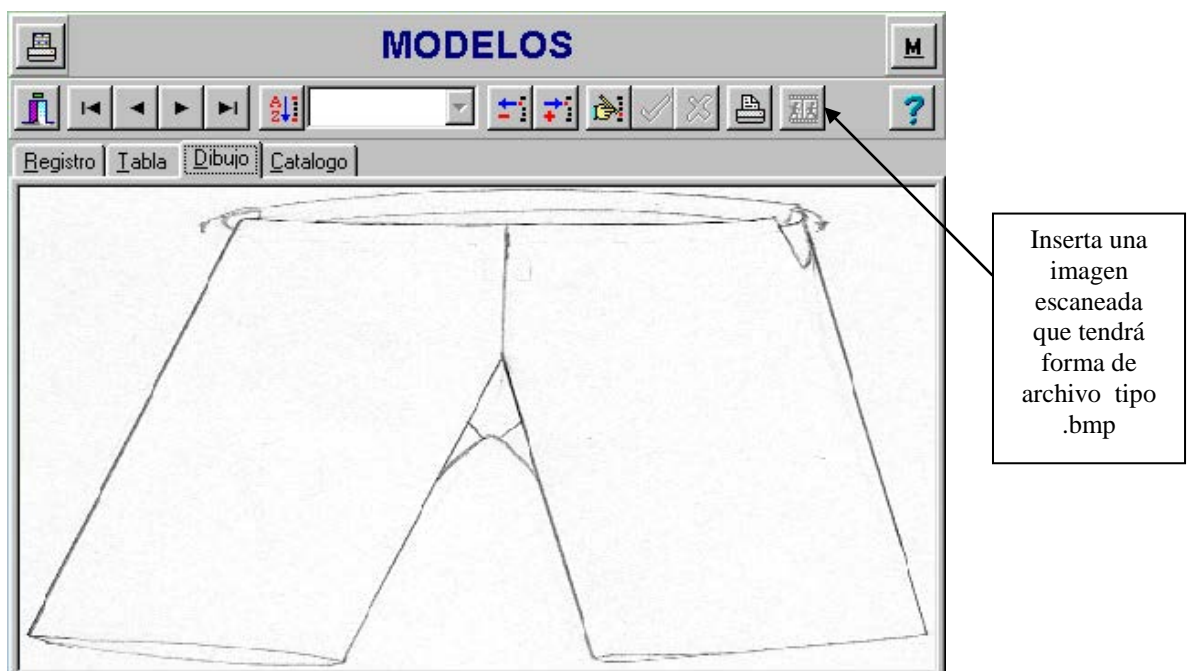 MODELOS
M
A
Z
?
Registro
Tabla
Dibujo
Catalogo
Inserta una
imagen
escaneada
que tendrá
forma de
archivo tipo
.bmp